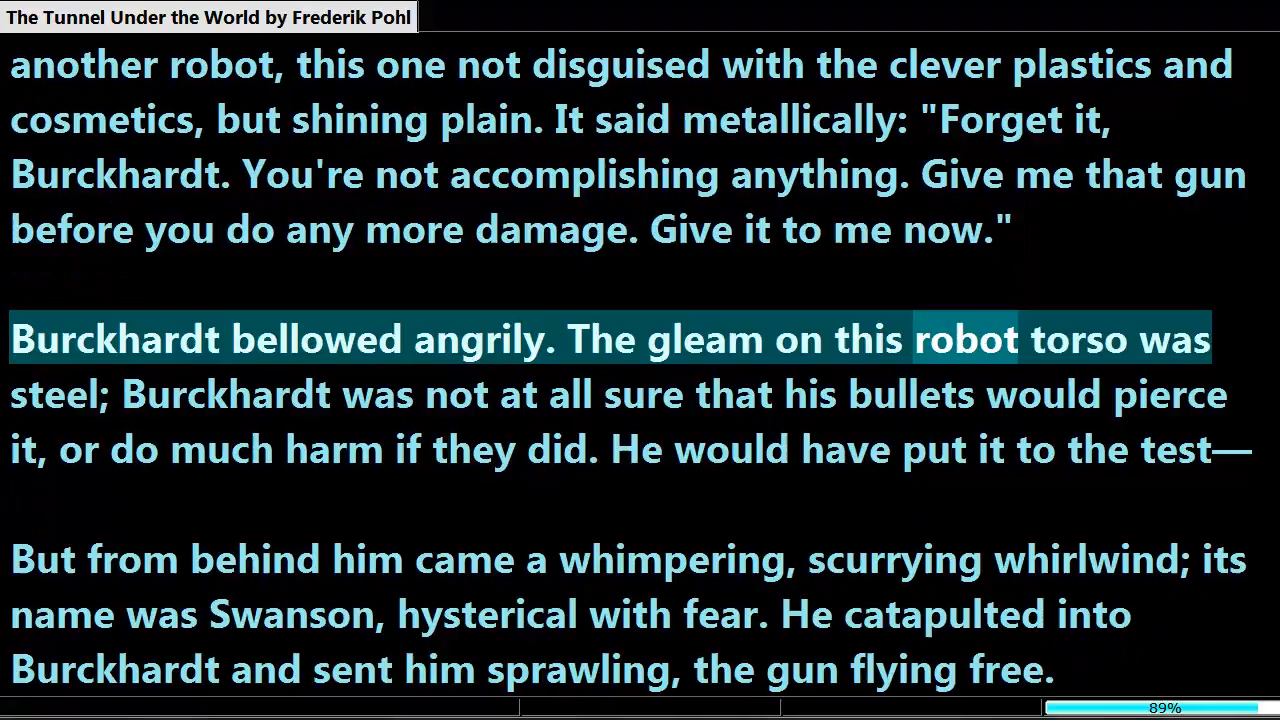 The Tunnel Under the World by Frederik Pohl
another robot, this one not disguised with the clever plastics and
cosmetics, but shining plain. It said metallically: "Forget it,
Burckhardt. You're not accomplishing anything. Give me that gun
before you do any more damage. Give it to me now."
Burckhardt bellowed angrily. The gleam on this robot torso was
steel; Burckhardt was not at all sure that his bullets would pierce
it, or do much harm if they did. He would have put it to the test—
But from behind him came a whimpering, scurrying whirlwind; its
name was Swanson, hysterical with fear. He catapulted into
Burckhardt and sent him sprawling, the gun flying free.
89%